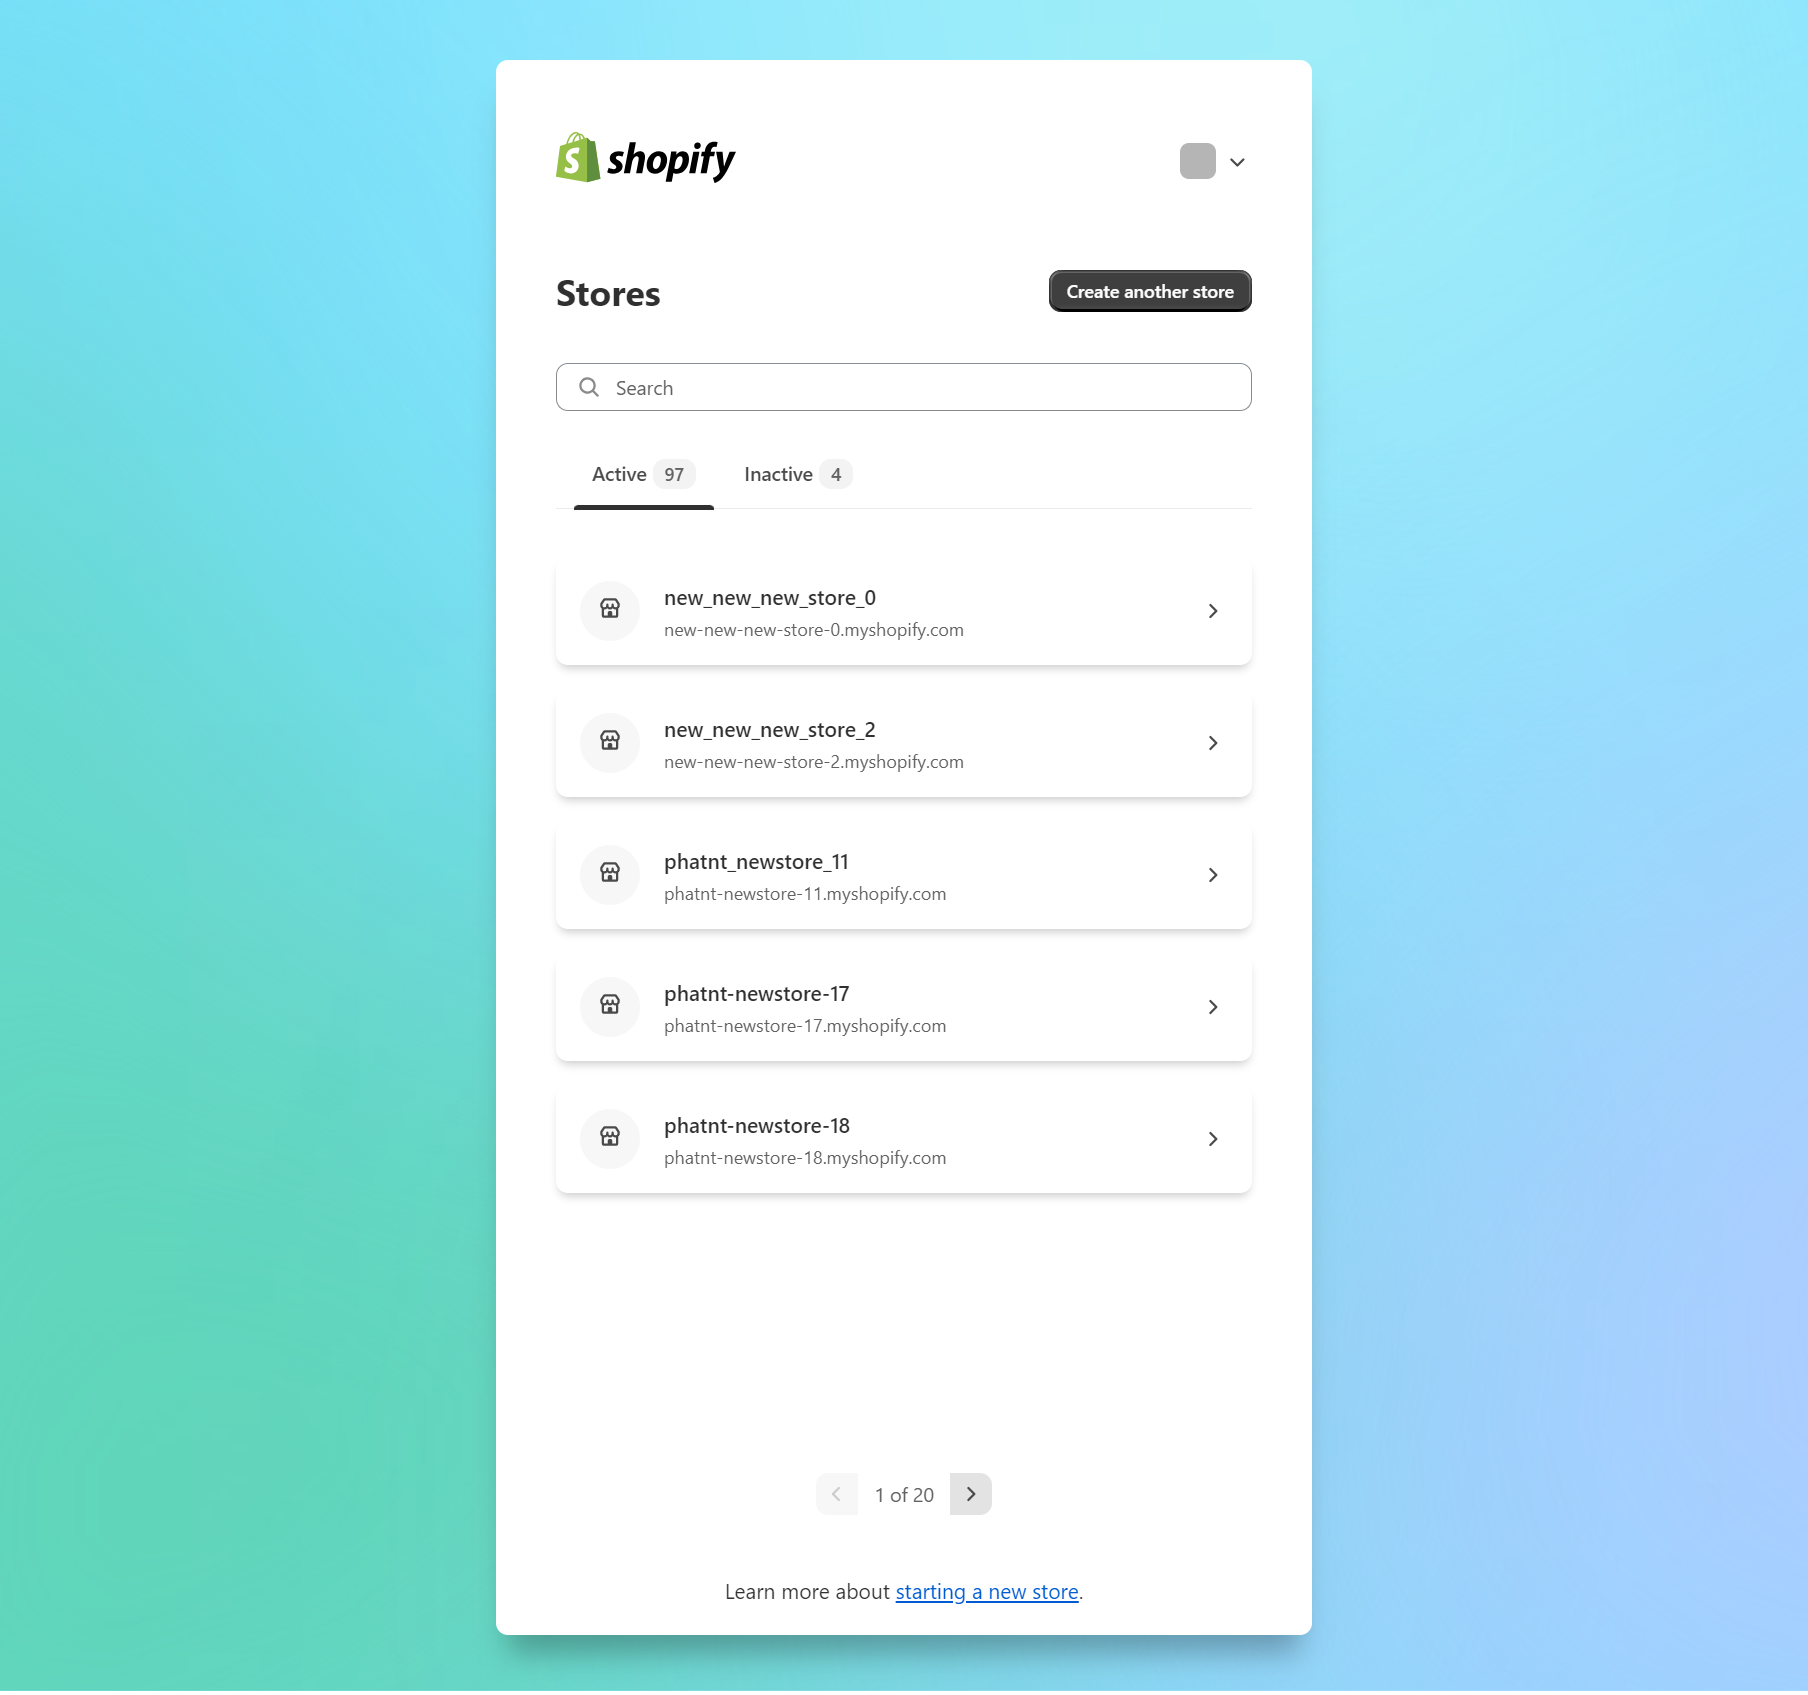 shopify
Stores
Create another store
Search
Active 97 Inactive 4
new_new_new_store_0
new-new-new-store-0.myshopify.com
new_new_new_store_2
new-new-new-store-2.myshopify.com
phatnt_newstore_11
phatnt-newstore-11.myshopify.com
phatnt-newstore-17
phatnt-newstore-17.myshopify.com
phatnt-newstore-18
phatnt-newstore-18.myshopify.com
1 of 20
Learn more about starting a new store.